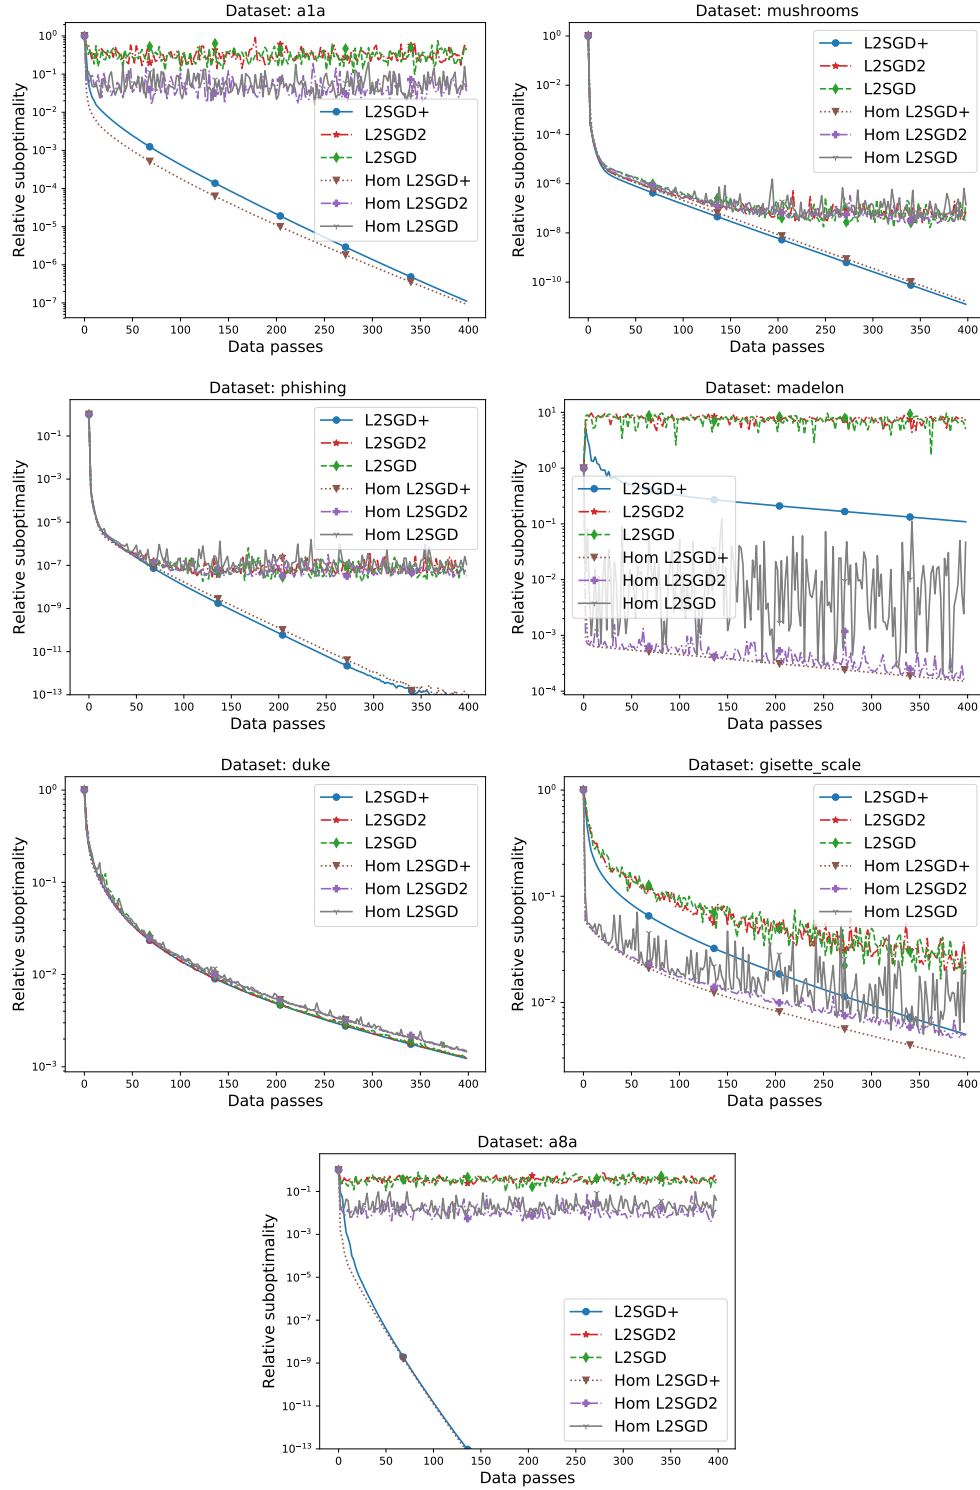 Dataset: a1a
Relative suboptimality
10⁰
10⁻¹
10⁻²
10⁻³
10⁻⁴
10⁻⁵
10⁻⁶
10⁻⁷
L2SGD+
L2SGD2
L2SGD
Hom L2SGD+
Hom L2SGD2
Hom L2SGD
0 50 100 150 200 250 300 350 400
Data passes
Dataset: mushrooms
Relative suboptimality
10⁰
10⁻²
10⁻⁴
10⁻⁶
10⁻⁸
10⁻¹⁰
L2SGD+
L2SGD2
L2SGD
Hom L2SGD+
Hom L2SGD2
Hom L2SGD
0 50 100 150 200 250 300 350 400
Data passes
Dataset: phishing
Relative suboptimality
10⁻¹
10⁻³
10⁻⁵
10⁻⁷
10⁻⁹
10⁻¹¹
10⁻¹³
L2SGD+
L2SGD2
L2SGD
Hom L2SGD+
Hom L2SGD2
Hom L2SGD
0 50 100 150 200 250 300 350 400
Data passes
Dataset: madelon
Relative suboptimality
10¹
10⁰
10⁻¹
10⁻²
10⁻³
10⁻⁴
L2SGD+
L2SGD2
L2SGD
Hom L2SGD+
Hom L2SGD2
Hom L2SGD
0 50 100 150 200 250 300 350 400
Data passes
Dataset: duke
Relative suboptimality
10⁰
10⁻¹
10⁻²
10⁻³
L2SGD+
L2SGD2
L2SGD
Hom L2SGD+
Hom L2SGD2
Hom L2SGD
0 50 100 150 200 250 300 350 400
Data passes
Dataset: gisette_scale
Relative suboptimality
10⁰
10⁻¹
10⁻²
L2SGD+
L2SGD2
L2SGD
Hom L2SGD+
Hom L2SGD2
Hom L2SGD
0 50 100 150 200 250 300 350 400
Data passes
Dataset: a8a
Relative suboptimality
10⁻¹
10⁻³
10⁻⁵
10⁻⁷
10⁻⁹
10⁻¹¹
10⁻¹³
L2SGD+
L2SGD2
L2SGD
Hom L2SGD+
Hom L2SGD2
Hom L2SGD
0 50 100 150 200 250 300 350 400
Data passes